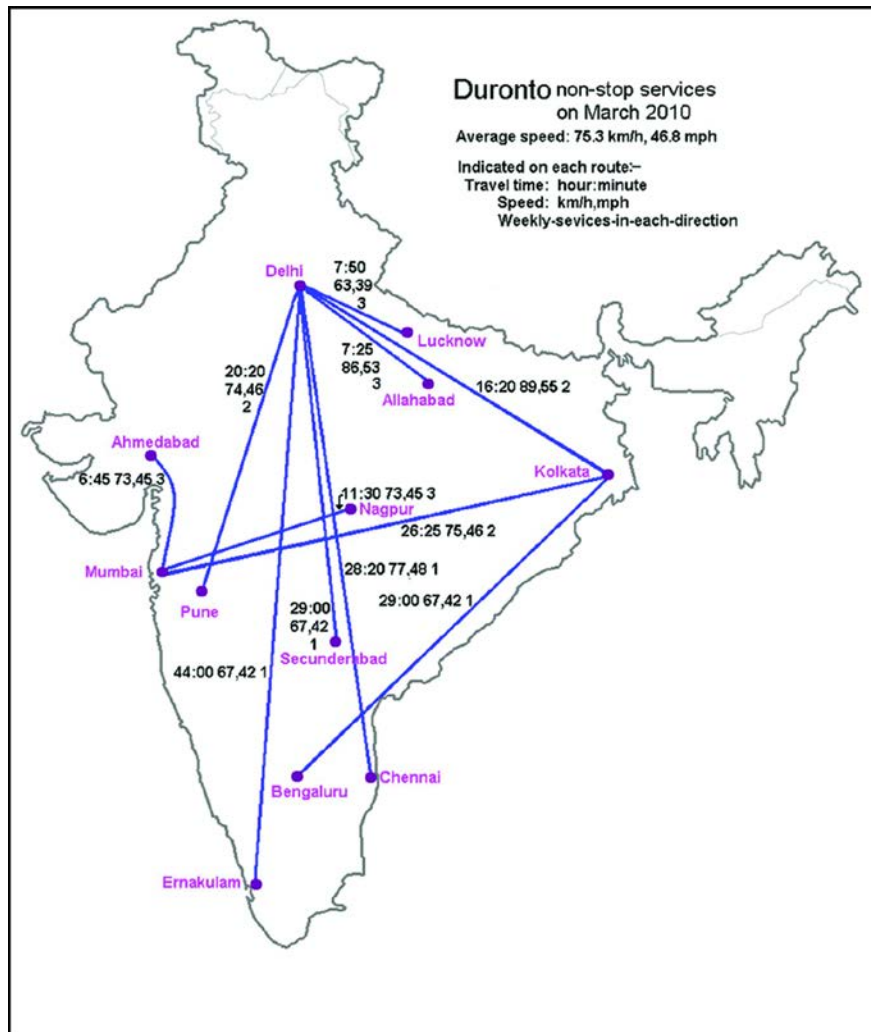 Duronto non-stop services
on March 2010
Average speed: 75.3 km/h, 46.8 mph
Indicated on each route:–
Travel time: hour:minute
Speed: km/h,mph
Weekly-sevices-in-each-direction
Delhi
7:50
63,39
3
Lucknow
7:25
86,53
3
Allahabad
20:20
74,46
2
16:20 89,55 2
Ahmedabad
6:45 73,45 3
Kolkata
11:30 73,45 3
Nagpur
26:25 75,46 2
Mumbai
28:20 77,48 1
Pune
29:00 67,42 1
29:00
67,42
1
Secunderabad
44:00 67,42 1
Bengaluru
Chennai
Ernakulam